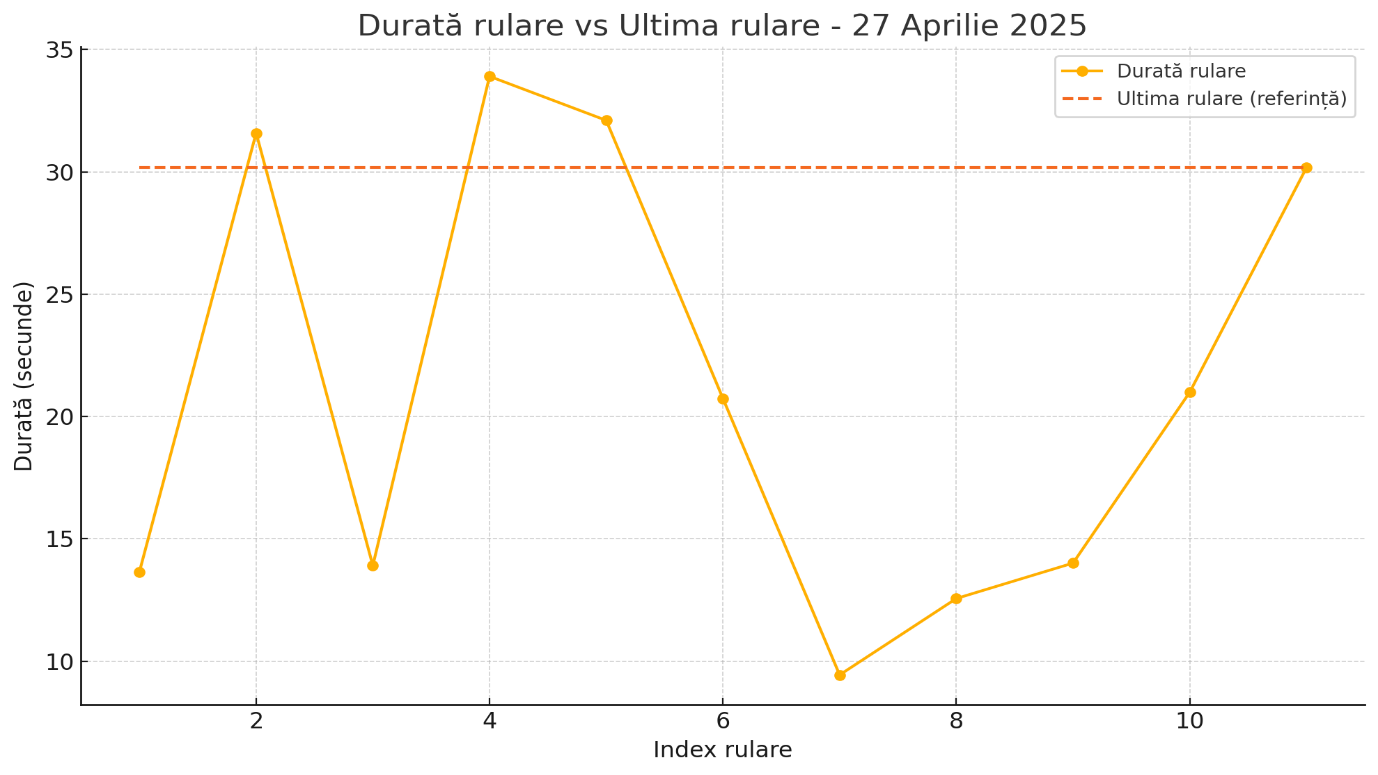 Durată rulare vs Ultima rulare - 27 Aprilie 2025
Durată rulare
Ultima rulare (referință)
Durată (secunde)
35
30
25
20
15
10
2 4 6 8 10
Index rulare